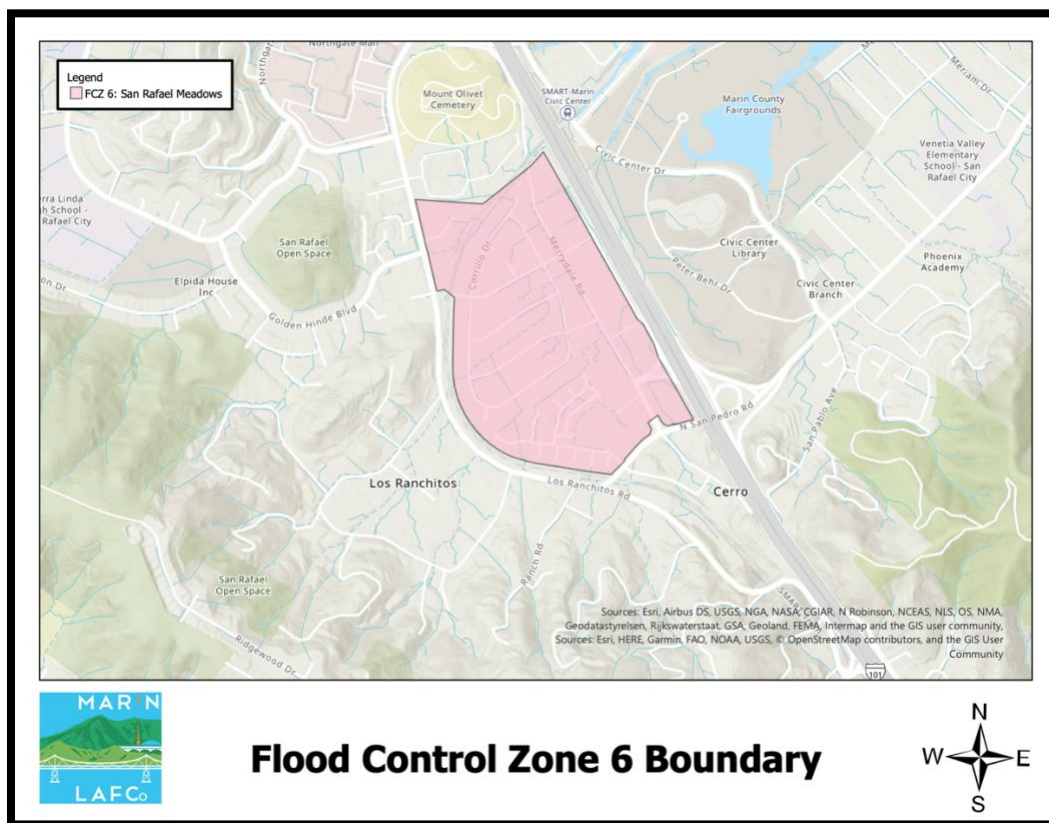 Legend
FCZ 6: San Rafael Meadows
Northgate Mall
Mount Olivet
Cemetery
SMART-Marin
Civic Center
Marin County
Fairgrounds
Meriam Dr
Civic Center Dr
Venetia Valley
Elementary
School - San
Rafael City
San Rafael
Open Space
Corrillo Dr
Merrydale Rd
Civic Center
Library
Peter Behr Dr
Phoenix
Academy
Civic Center
Branch
Elpida House
Inc
Golden Hinde Blvd
N San Pedro Rd
San Pablo Ave
Los Ranchitos
Los Ranchitos Rd
Cerro
Ranch Rd
San Rafael
Open Space
Ridgewood Dr
SMART
101
Sources: Esri, Airbus DS, USGS, NGA, NASA, CGIAR, N Robinson, NCEAS, NLS, OS, NMA,
Geodatastyrelsen, Rijkswaterstaat, GSA, Geoland, FEMA, Intermap and the GIS user community,
Sources: Esri, HERE, Garmin, FAO, NOAA, USGS, © OpenStreetMap contributors, and the GIS User
Community
MARIN
LAFCo
Flood Control Zone 6 Boundary
N
W
E
S